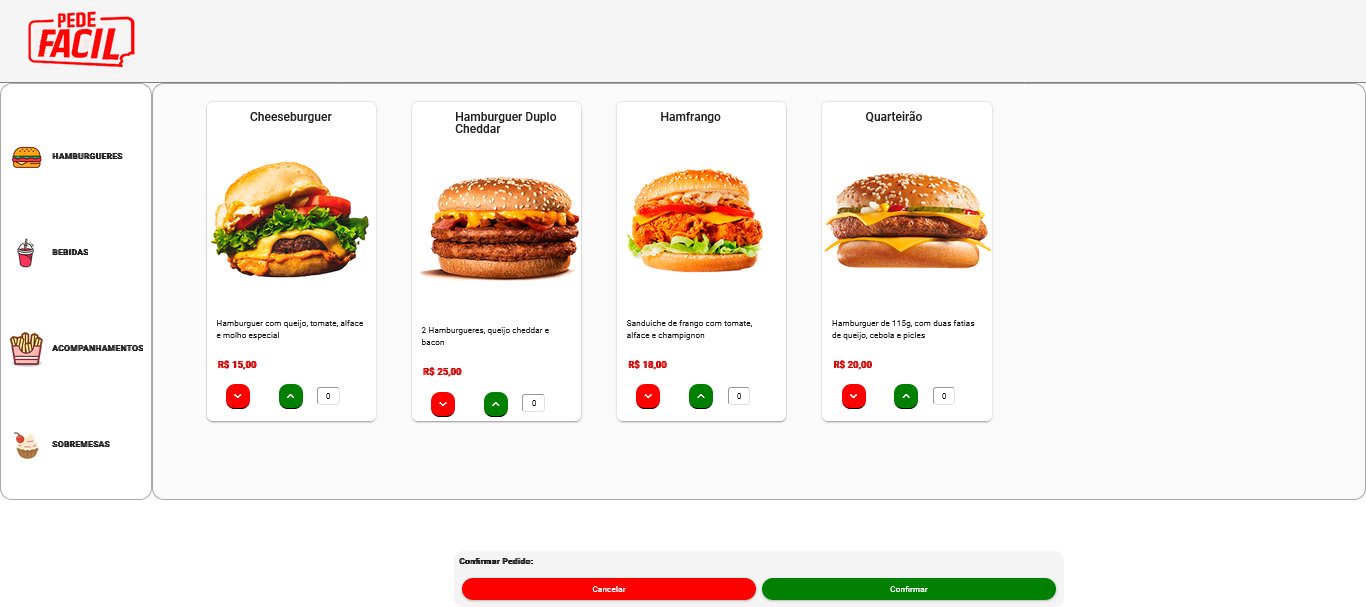 PEDE
FACIL
HAMBURGUERES
BEBIDAS
ACOMPANHAMENTOS
SOBREMESAS
Cheeseburguer
Hamburguer com queijo, tomate, alface
e molho especial
R$ 15,00
0
Hamburguer Duplo
Cheddar
2 Hamburgueres, queijo cheddar e
bacon
R$ 25,00
0
Hamfrango
Sanduiche de frango com tomate,
alface e champignon
R$ 18,00
0
Quarteirão
Hamburguer de 115g, com duas fatias
de queijo, cebola e picles
R$ 20,00
0
Confirmar Pedido:
Cancelar
Confirmar